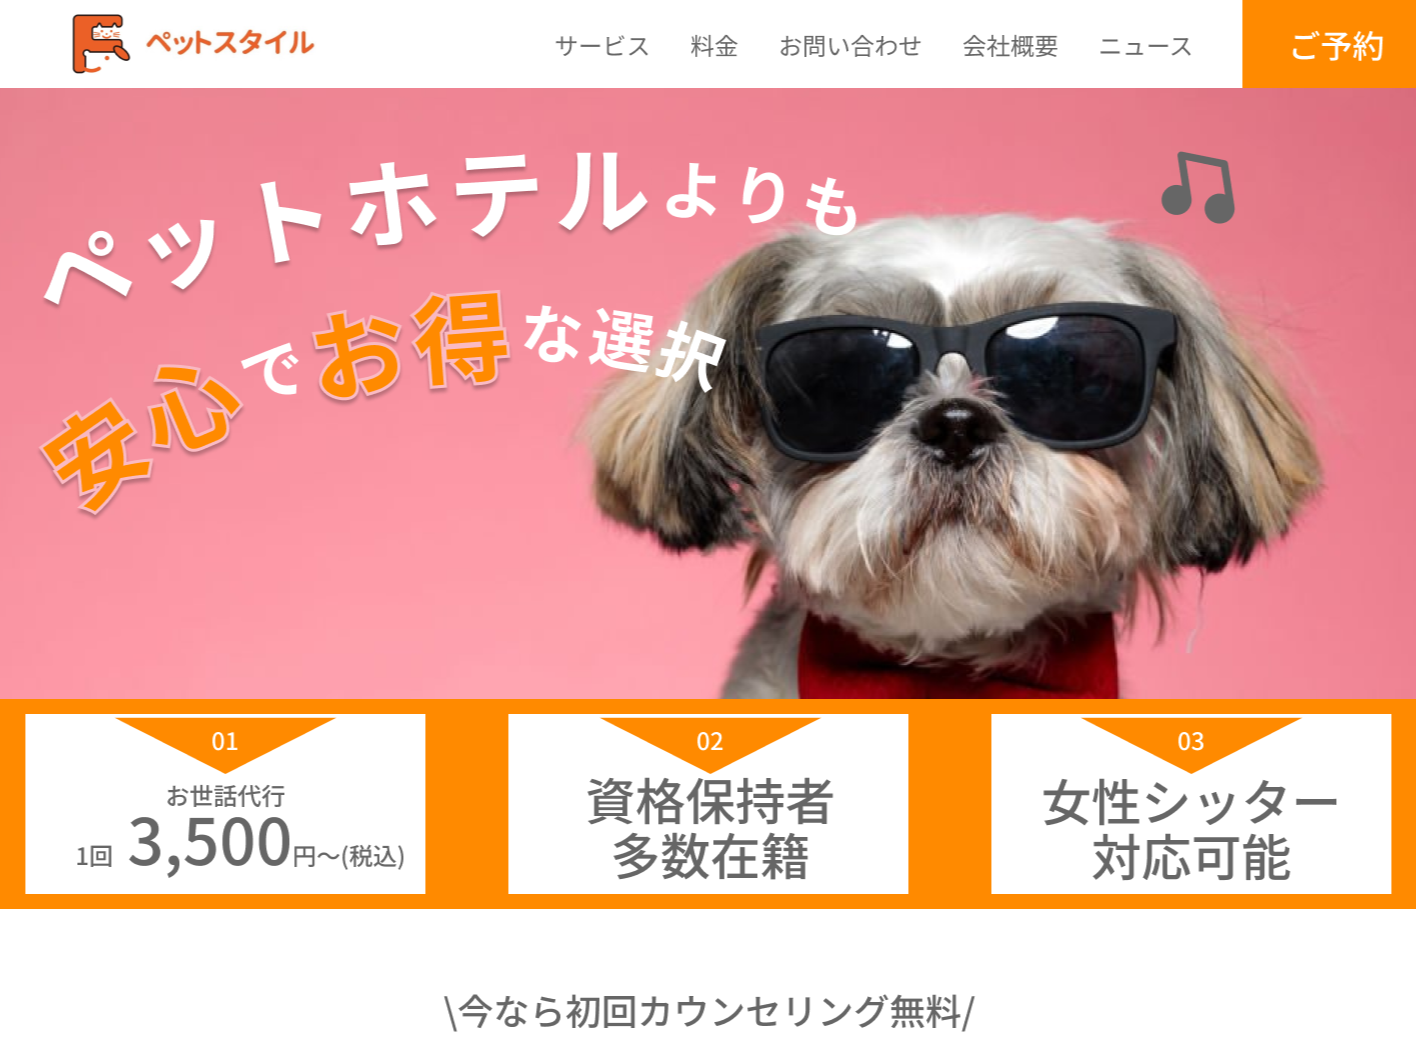 ペットスタイル
サービス 料金 お問い合わせ 会社概要 ニュース ご予約
ペットホテルよりも
安心でお得な選択
01
お世話代行
1回 3,500円〜(税込)
02
資格保持者
多数在籍
03
女性シッター
対応可能
\今なら初回カウンセリング無料/